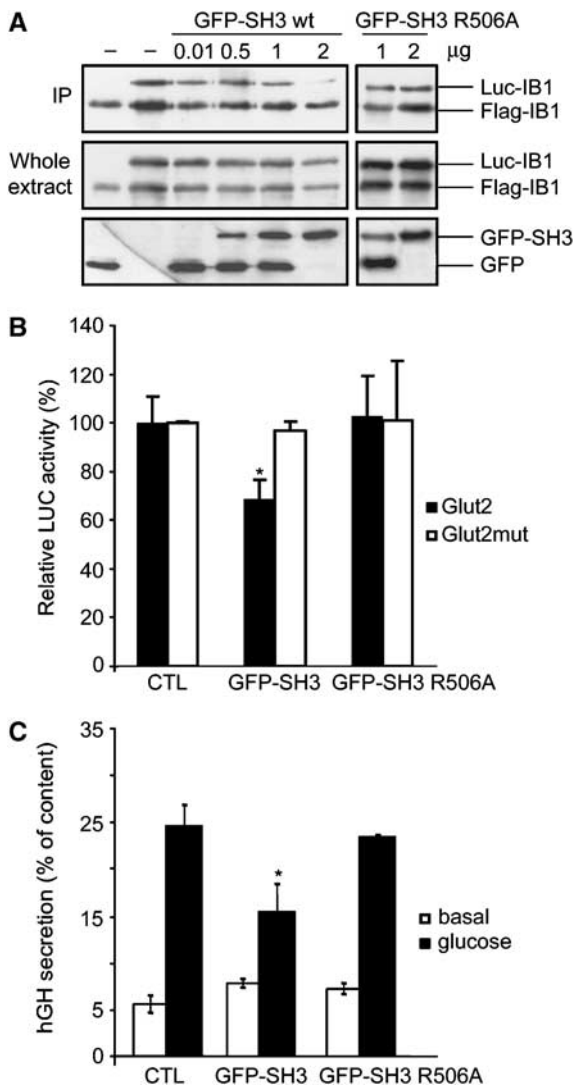 A
GFP-SH3 wt
GFP-SH3 R506A
– – 0.01 0.5 1 2
1 2 µg
IP
Luc-IB1
Flag-IB1
Whole extract
Luc-IB1
Flag-IB1
GFP-SH3
GFP
B
Relative LUC activity (%)
140
120
100
80
60
40
20
0
*
Glut2
Glut2mut
CTL GFP-SH3 GFP-SH3 R506A
C
hGH secretion (% of content)
35
25
15
5
0
*
basal
glucose
CTL GFP-SH3 GFP-SH3 R506A